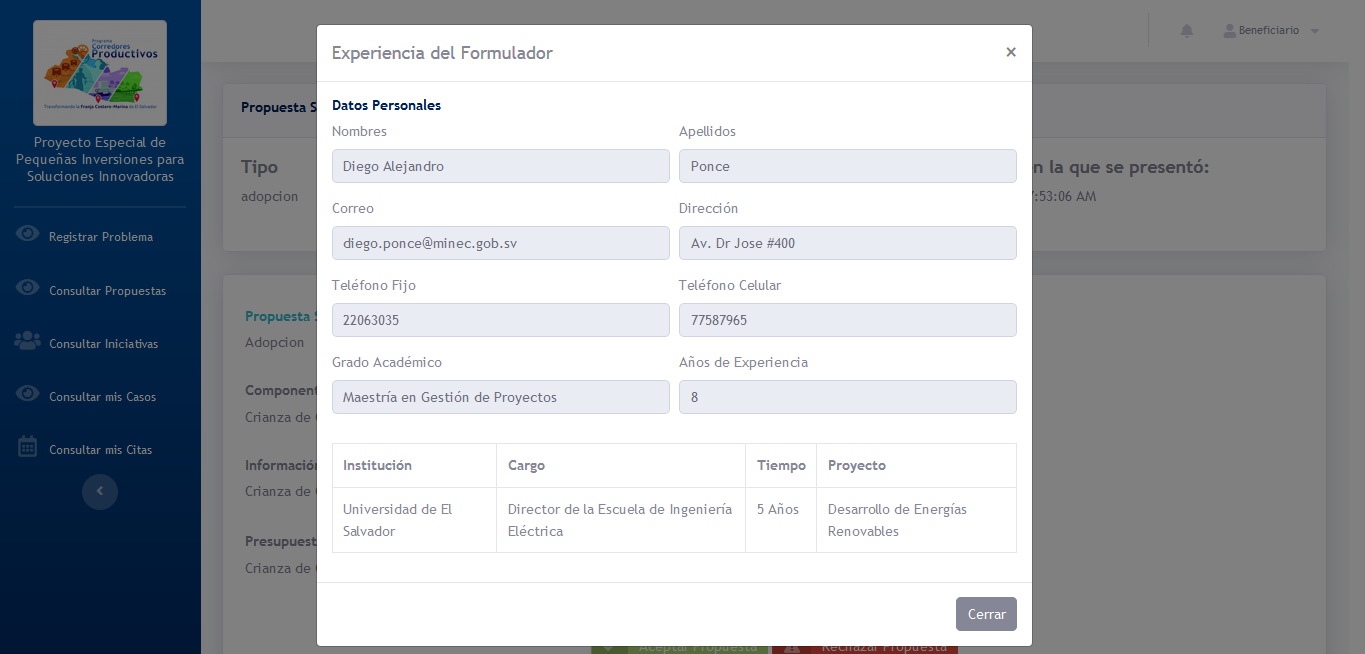 Programa
Corredores
Productivos
Transformando la Franja Costero-Marina de El Salvador
Proyecto Especial de
Pequeñas Inversiones para
Soluciones Innovadoras
Registrar Problema
Consultar Propuestas
Consultar Iniciativas
Consultar mis Casos
Consultar mis Citas
Beneficiario
Propuesta S
Tipo
adopcion
n la que se presentó:
:53:06 AM
Propuesta
Adopcion
Component
Crianza de
Información
Crianza de
Presupuest
Crianza de
Experiencia del Formulador
×
Datos Personales
Nombres Apellidos
Diego Alejandro Ponce
Correo Dirección
diego.ponce@minec.gob.sv Av. Dr Jose #400
Teléfono Fijo Teléfono Celular
22063035 77587965
Grado Académico Años de Experiencia
Maestría en Gestión de Proyectos 8
Institución Cargo Tiempo Proyecto
Universidad de El Director de la Escuela de Ingeniería 5 Años Desarrollo de Energías
Salvador Eléctrica Renovables
Cerrar
Aceptar Propuesta Rechazar Propuesta